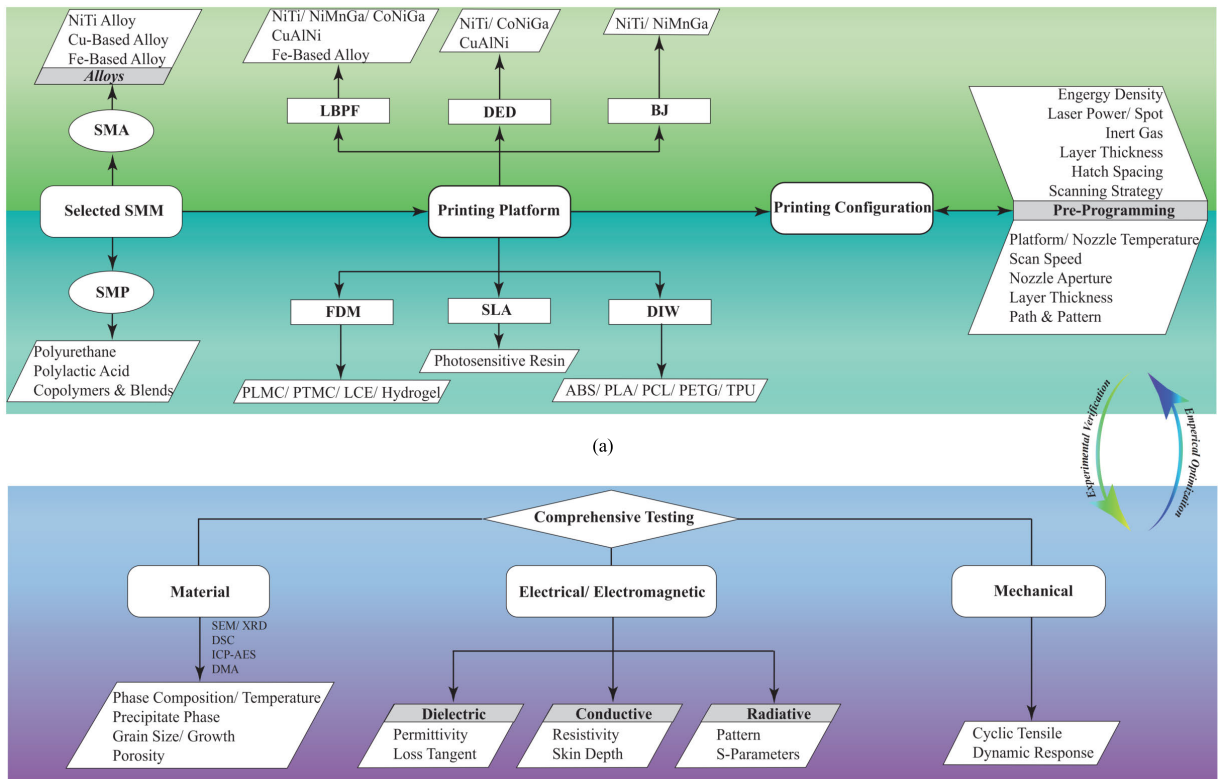 NiTi Alloy
Cu-Based Alloy
Fe-Based Alloy
Alloys
SMA
NiTi/ NiMnGa/ CoNiGa
CuAlNi
Fe-Based Alloy
LBPF
NiTi/ CoNiGa
CuAlNi
DED
NiTi/ NiMnGa
BJ
Engergy Density
Laser Power/ Spot
Inert Gas
Layer Thickness
Hatch Spacing
Scanning Strategy
Pre-Programming
Platform/ Nozzle Temperature
Scan Speed
Nozzle Aperture
Layer Thickness
Path & Pattern
Selected SMM
Printing Platform
Printing Configuration
SMP
Polyurethane
Polylactic Acid
Copolymers & Blends
FDM
PLMC/ PTMC/ LCE/ Hydrogel
SLA
Photosensitive Resin
DIW
ABS/ PLA/ PCL/ PETG/ TPU
(a)
Experimental Verification
Emperical Optimization
Comprehensive Testing
Material
SEM/ XRD
DSC
ICP-AES
DMA
Phase Composition/ Temperature
Precipitate Phase
Grain Size/ Growth
Porosity
Electrical/ Electromagnetic
Dielectric
Permittivity
Loss Tangent
Conductive
Resistivity
Skin Depth
Radiative
Pattern
S-Parameters
Mechanical
Cyclic Tensile
Dynamic Response